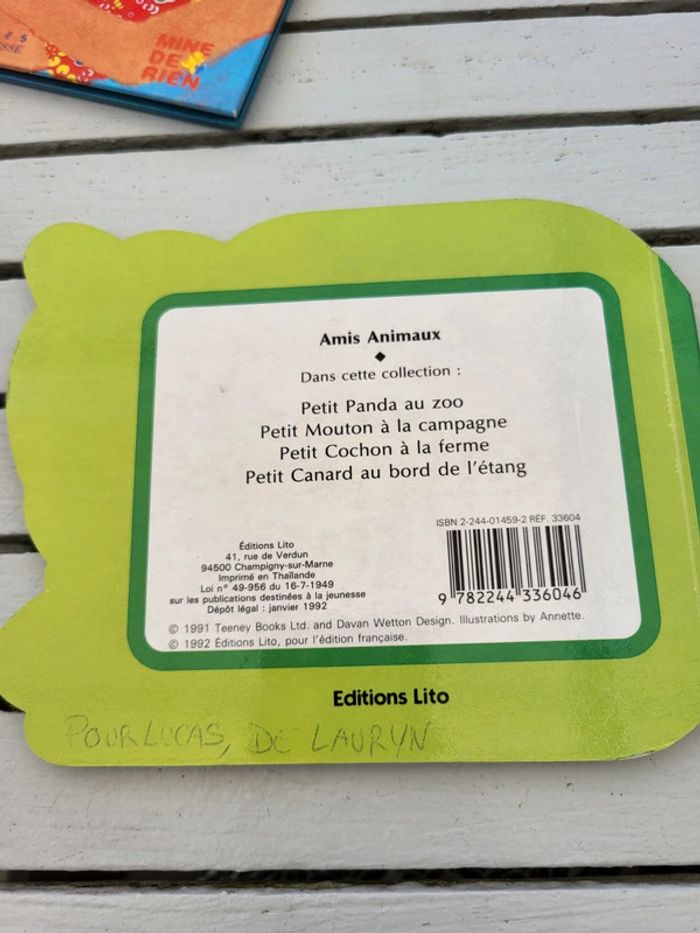 MINE
DE
RIEN
Amis Animaux
Dans cette collection :
Petit Panda au zoo
Petit Mouton à la campagne
Petit Cochon à la ferme
Petit Canard au bord de l'étang
ISBN 2-244-01459-2 RÉF. 33604
9 782244 336046
Éditions Lito
41, rue de Verdun
94500 Champigny-sur-Marne
Imprimé en Thaïlande
Loi n° 49-956 du 16-7-1949
sur les publications destinées à la jeunesse
Dépôt légal : janvier 1992
© 1991 Teeney Books Ltd. and Davan Wetton Design. Illustrations by Annette.
© 1992 Éditions Lito, pour l'édition française.
Editions Lito
POUR LUCAS, DE LAURYN